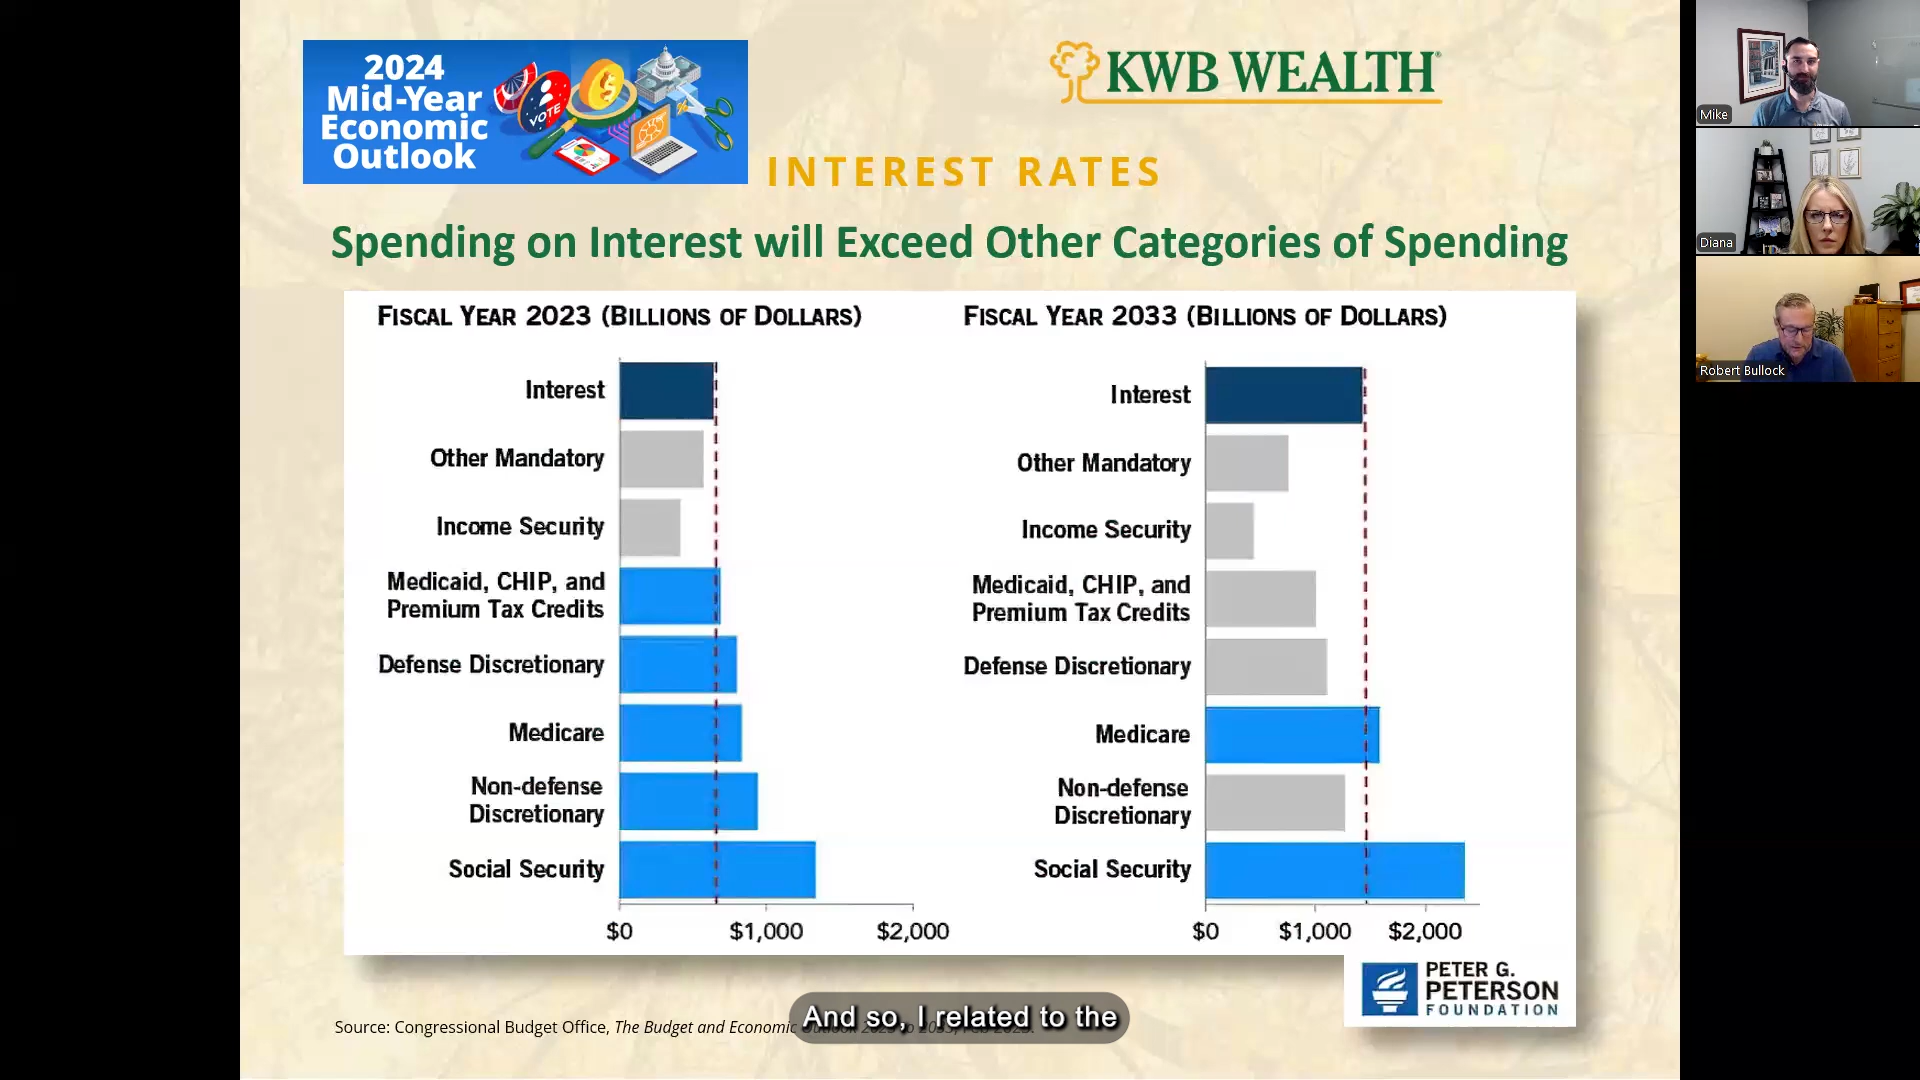 2024
Mid-Year
Economic
Outlook
VOTE
KWB WEALTH®
INTEREST RATES
Spending on Interest will Exceed Other Categories of Spending
FISCAL YEAR 2023 (BILLIONS OF DOLLARS)
Interest
Other Mandatory
Income Security
Medicaid, CHIP, and
Premium Tax Credits
Defense Discretionary
Medicare
Non-defense
Discretionary
Social Security
$0 $1,000 $2,000
FISCAL YEAR 2033 (BILLIONS OF DOLLARS)
Interest
Other Mandatory
Income Security
Medicaid, CHIP, and
Premium Tax Credits
Defense Discretionary
Medicare
Non-defense
Discretionary
Social Security
$0 $1,000 $2,000
PETER G.
PETERSON
FOUNDATION
Source: Congressional Budget Office, The Budget and Economic
And so, I related to the
Mike
Diana
Robert Bullock